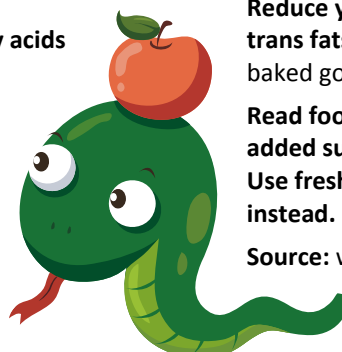 y acids
Reduce y
trans fats
baked go
Read foo
added su
Use fresh
instead.
Source: w